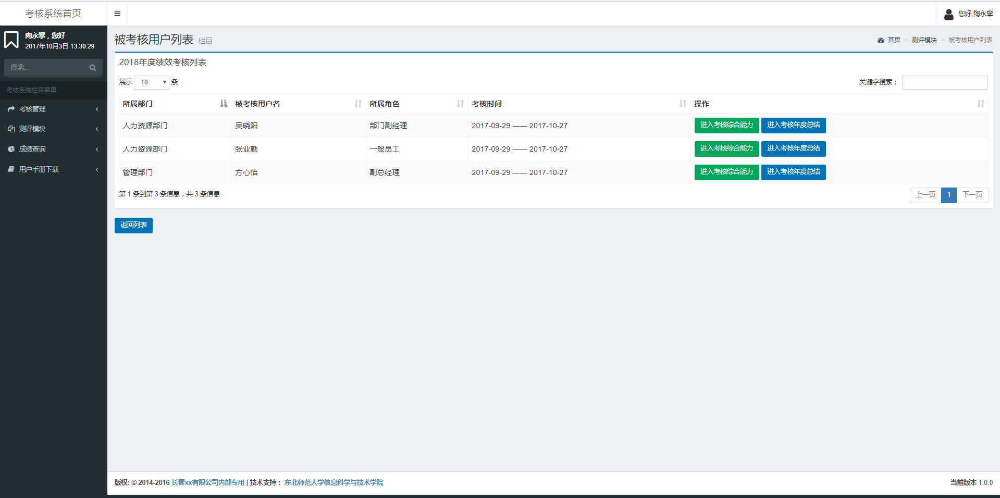 考核系统首页
您好,陶永攀
陶永攀，您好
2017年10月3日 13:30:29
搜索...
考核系统栏目菜单
考核管理
测评模块
成绩查询
用户手册下载
被考核用户列表 栏目
首页 > 测评模块 > 被考核用户列表
2018年度绩效考核列表
展示 10 条
关键字搜索：
所属部门 被考核用户名 所属角色 考核时间 操作
人力资源部门 吴晓阳 部门副经理 2017-09-29 —— 2017-10-27 进入考核综合能力 进入考核年度总结
人力资源部门 张业勤 一般员工 2017-09-29 —— 2017-10-27 进入考核综合能力 进入考核年度总结
管理部门 方心怡 副总经理 2017-09-29 —— 2017-10-27 进入考核综合能力 进入考核年度总结
第 1 条到第 3 条信息，共 3 条信息
上一页 1 下一页
返回列表
版权: © 2014-2016 长春xx有限公司内部专用 | 技术支持： 东北师范大学信息科学与技术学院
当前版本 1.0.0